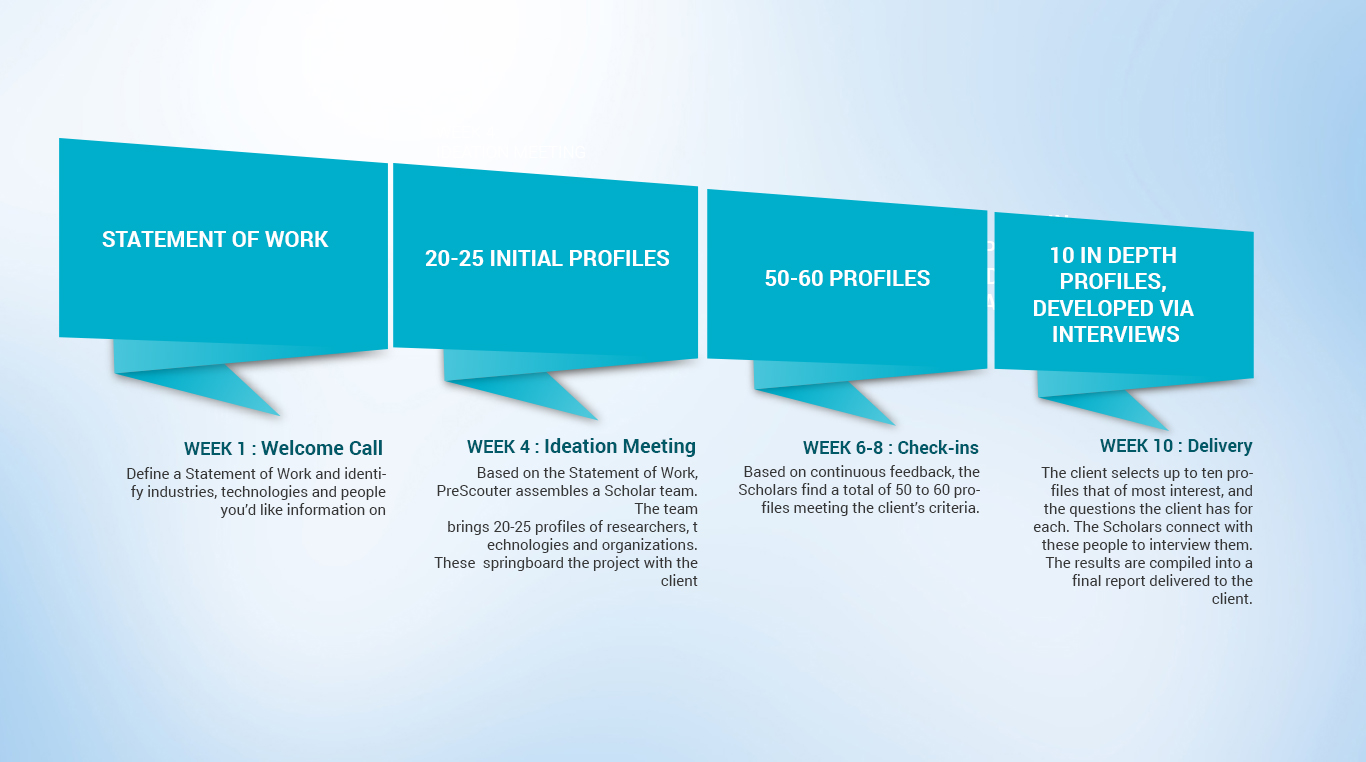 STATEMENT OF WORK
20-25 INITIAL PROFILES
50-60 PROFILES
10 IN DEPTH
PROFILES,
DEVELOPED VIA
INTERVIEWS
WEEK 1 : Welcome Call
Define a Statement of Work and identi-
fy industries, technologies and people
you'd like information on
WEEK 4 : Ideation Meeting
Based on the Statement of Work,
PreScouter assembles a Scholar team.
The team
brings 20-25 profiles of researchers, t
echnologies and organizations.
These  springboard the project with the
client
WEEK 6-8 : Check-ins
Based on continuous feedback, the
Scholars find a total of 50 to 60 pro-
files meeting the client's criteria.
WEEK 10 : Delivery
The client selects up to ten pro-
files that of most interest, and
the questions the client has for
each. The Scholars connect with
these people to interview them.
The results are compiled into a
final report delivered to the
client.